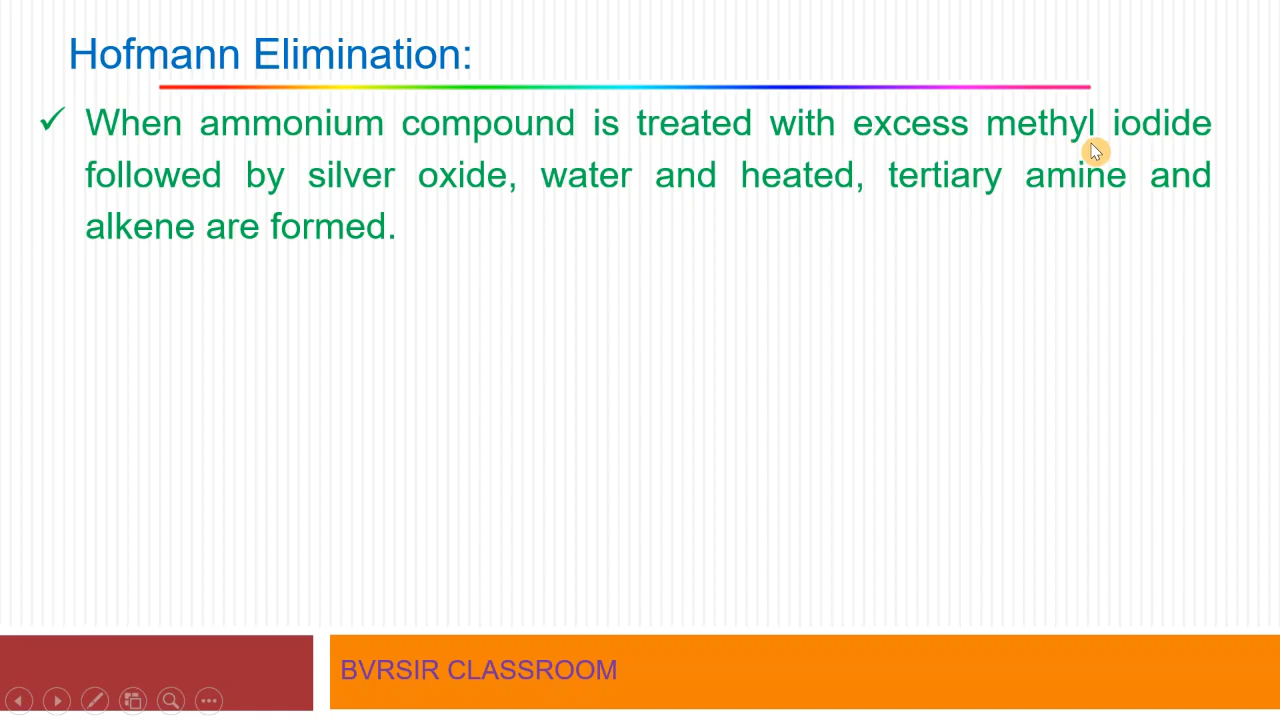 Hofmann Elimination:
✓ When ammonium compound is treated with excess methyl iodide
followed by silver oxide, water and heated, tertiary amine and
alkene are formed.
BVRSIR CLASSROOM